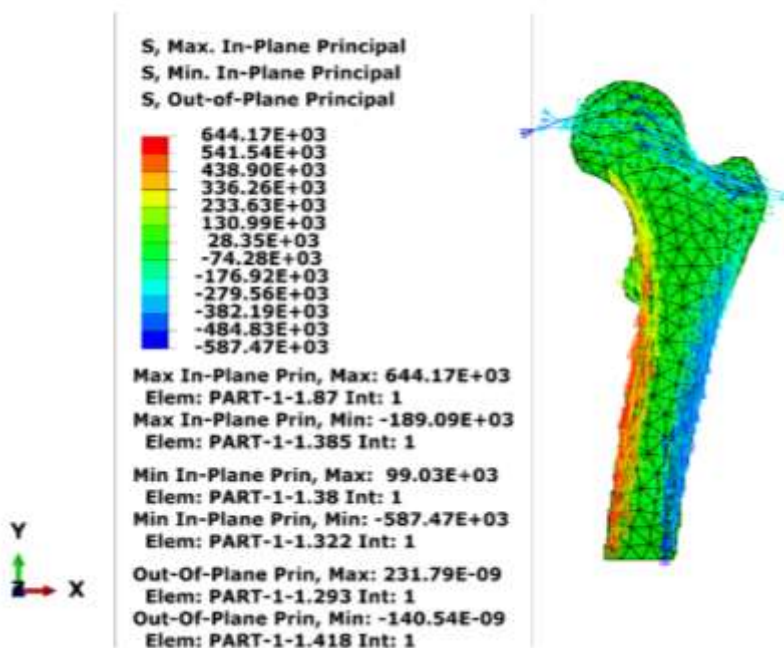 S, Max. In-Plane Principal
S, Min. In-Plane Principal
S, Out-of-Plane Principal
644.17E+03
541.54E+03
438.90E+03
336.26E+03
233.63E+03
130.99E+03
28.35E+03
-74.28E+03
-176.92E+03
-279.56E+03
-382.19E+03
-484.83E+03
-587.47E+03
Max In-Plane Prin, Max: 644.17E+03
Elem: PART-1-1.87 Int: 1
Max In-Plane Prin, Min: -189.09E+03
Elem: PART-1-1.385 Int: 1
Min In-Plane Prin, Max: 99.03E+03
Elem: PART-1-1.38 Int: 1
Min In-Plane Prin, Min: -587.47E+03
Elem: PART-1-1.322 Int: 1
Out-Of-Plane Prin, Max: 231.79E-09
Elem: PART-1-1.293 Int: 1
Out-Of-Plane Prin, Min: -140.54E-09
Elem: PART-1-1.418 Int: 1
Y
Z X